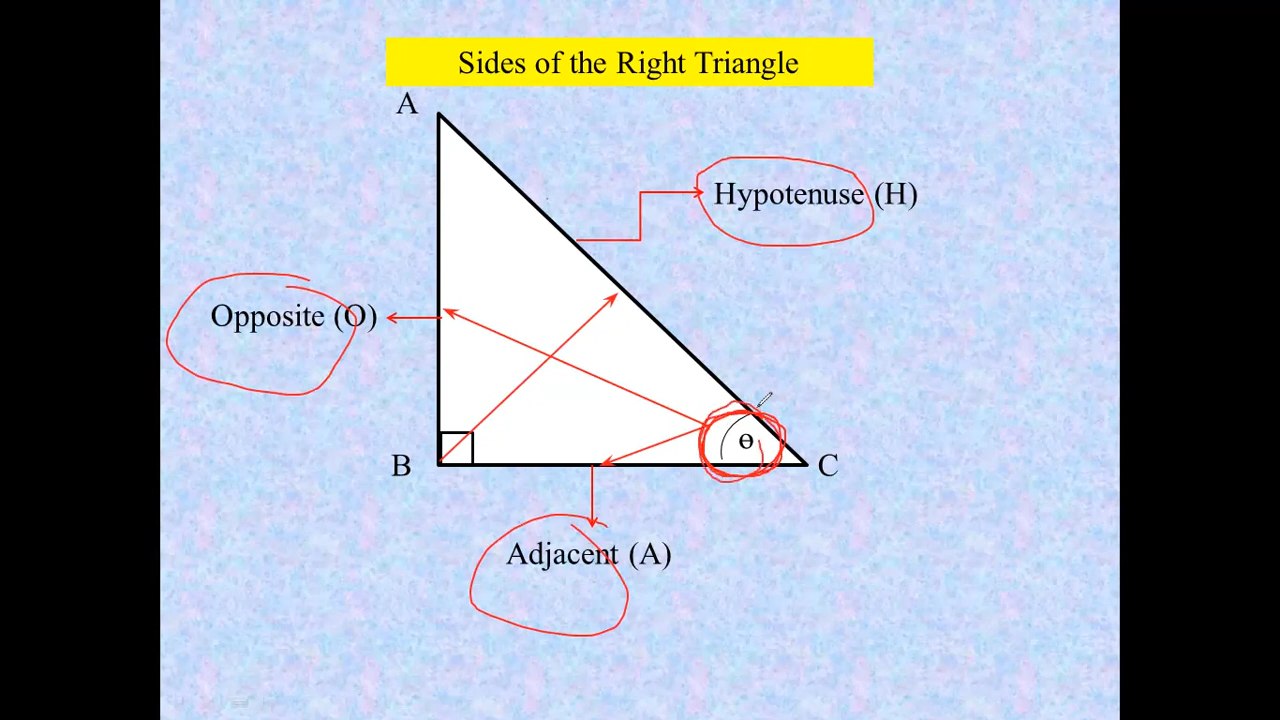 Sides of the Right Triangle
A
Hypotenuse (H)
Opposite (O)
ɵ
B
C
Adjacent (A)